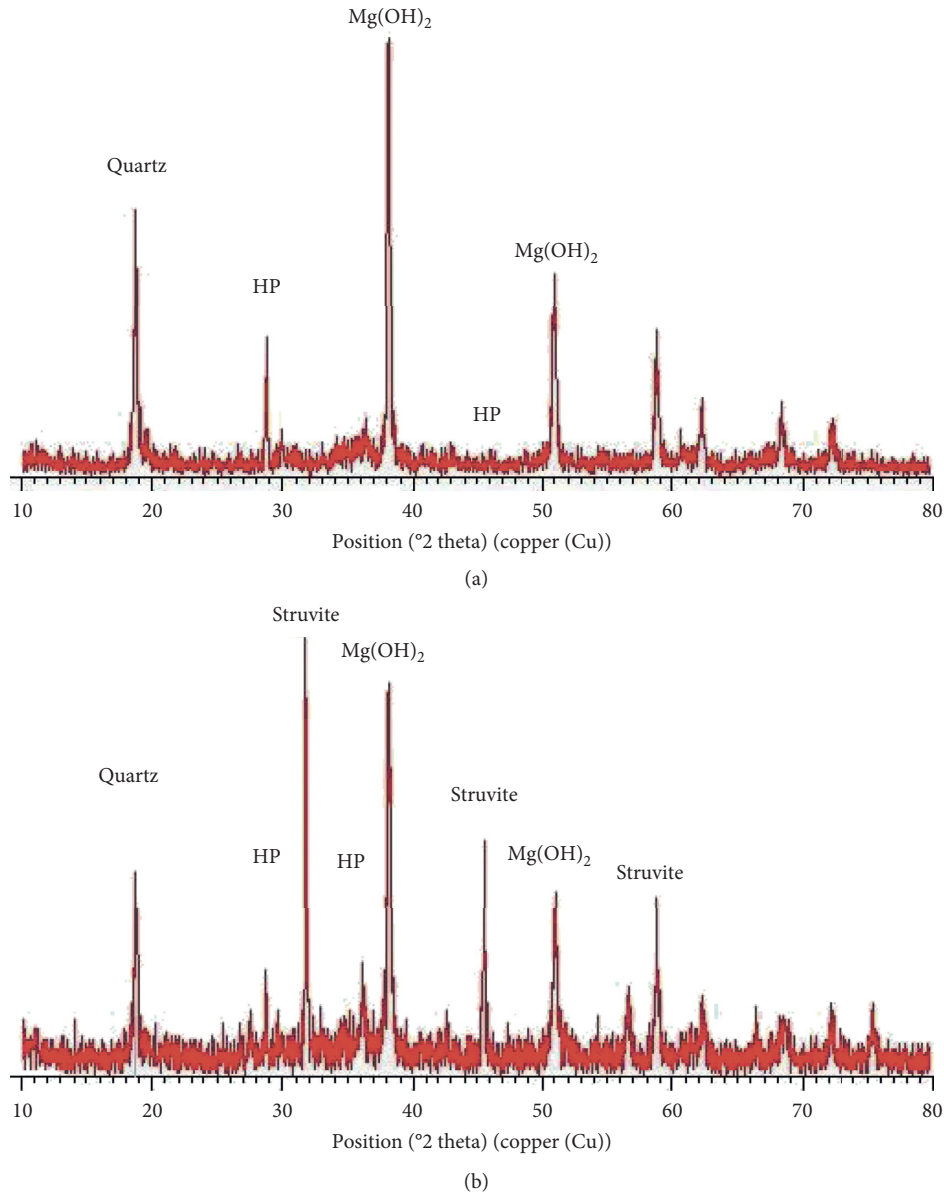 Mg(OH)₂
Quartz
HP
Mg(OH)₂
HP
10 20 30 40 50 60 70 80
Position (°2 theta) (copper (Cu))
(a)
Struvite
Mg(OH)₂
Quartz
Struvite
HP
HP
Mg(OH)₂
Struvite
10 20 30 40 50 60 70 80
Position (°2 theta) (copper (Cu))
(b)